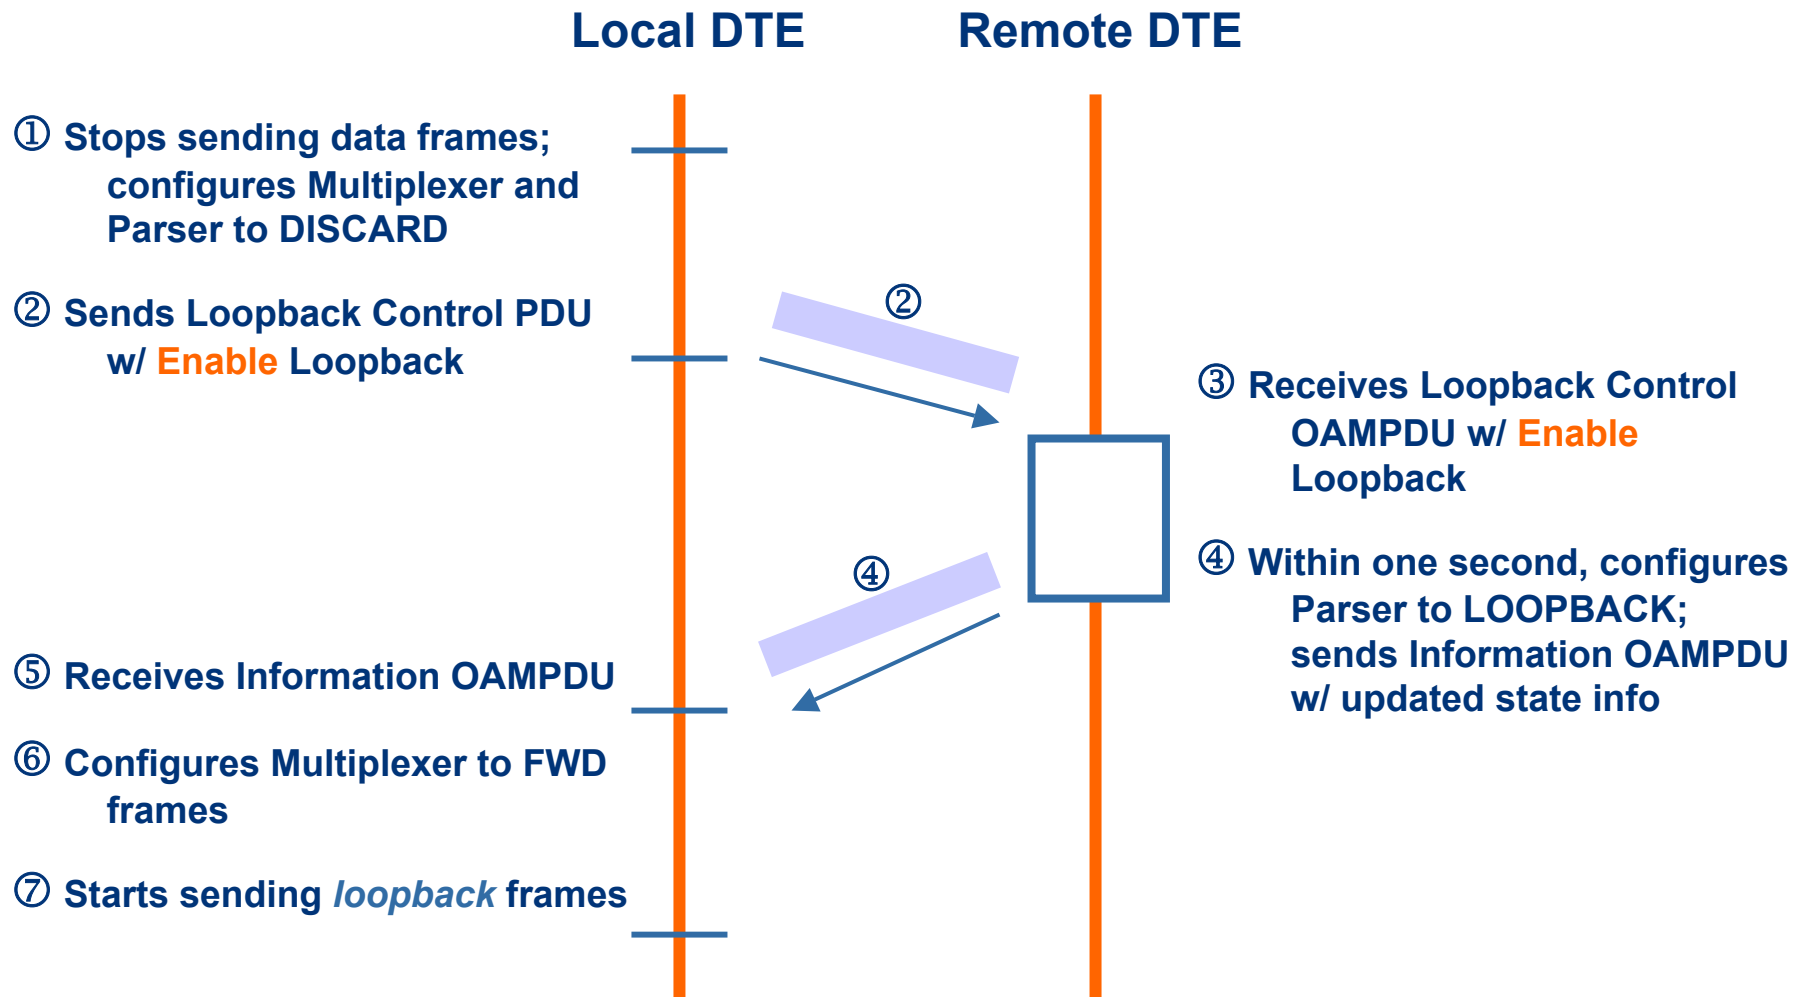 Local DTE
Remote DTE
① Stops sending data frames;
configures Multiplexer and
Parser to DISCARD
② Sends Loopback Control PDU
w/ Enable Loopback
②
③ Receives Loopback Control
OAMPDU w/ Enable
Loopback
④ Within one second, configures
Parser to LOOPBACK;
sends Information OAMPDU
w/ updated state info
④
⑤ Receives Information OAMPDU
⑥ Configures Multiplexer to FWD
frames
⑦ Starts sending loopback frames